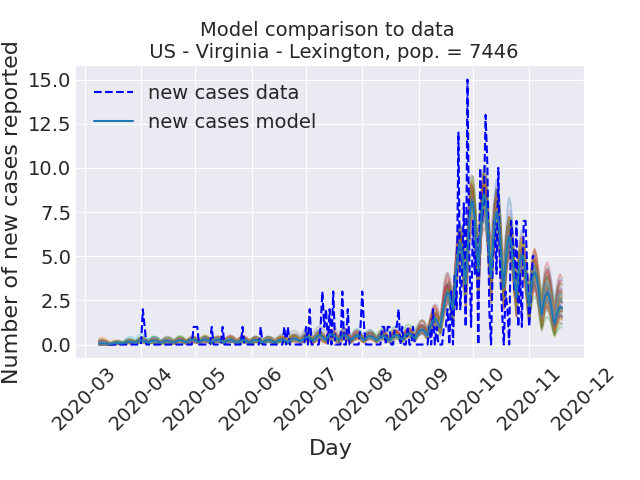 Model comparison to data
US - Virginia - Lexington, pop. = 7446
Number of new cases reported
15.0
12.5
10.0
7.5
5.0
2.5
0.0
new cases data
new cases model
2020-03
2020-04
2020-05
2020-06
2020-07
2020-08
2020-09
2020-10
2020-11
2020-12
Day